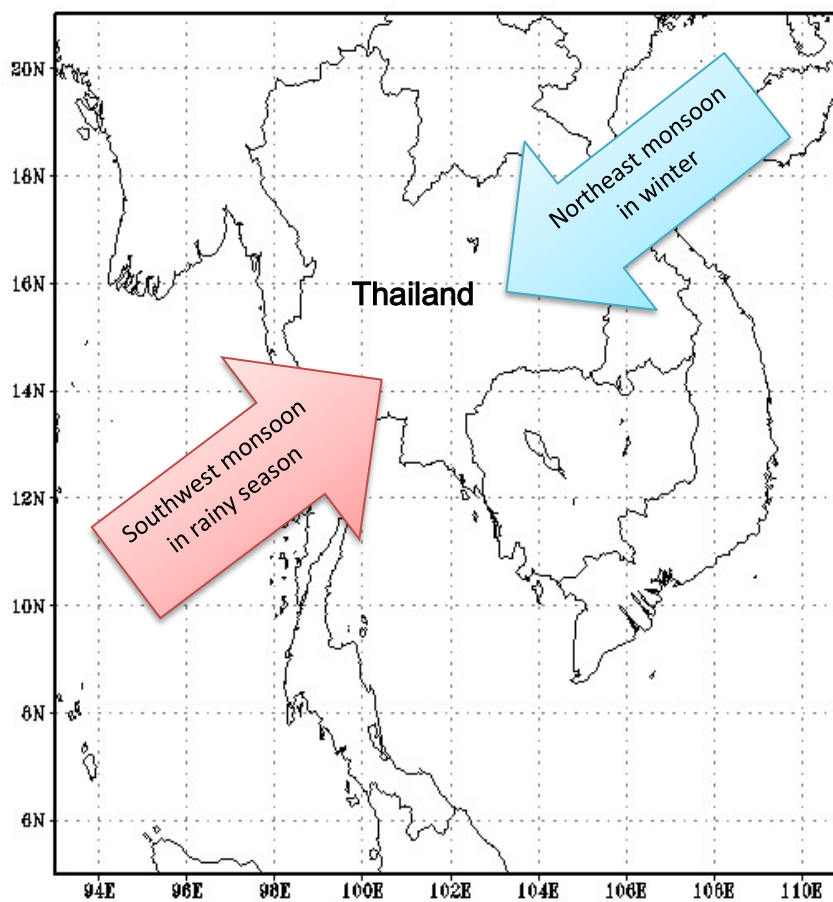 20N
Northeast monsoon
in winter
18N
16N
Thailand
14N
Southwest monsoon
in rainy season
12N
10N
8N
6N
94E 96E 98E 100E 102E 104E 106E 108E 110E